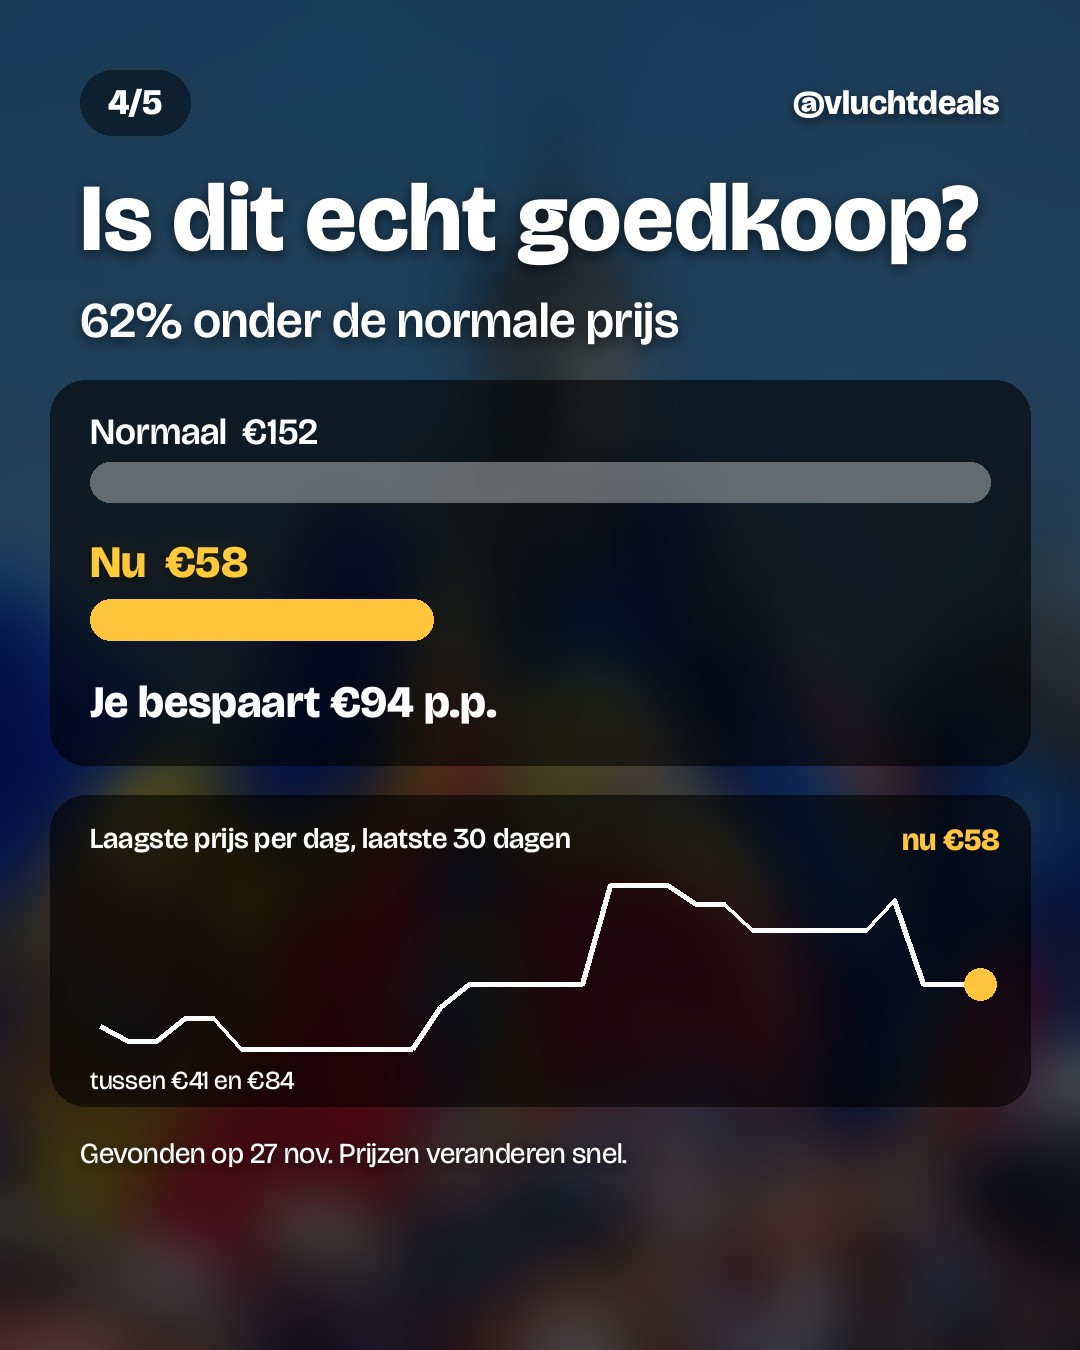 4/5
@vluchtdeals
Is dit echt goedkoop?
62% onder de normale prijs
Normaal €152
Nu €58
Je bespaart €94 p.p.
Laagste prijs per dag, laatste 30 dagen
nu €58
tussen €41 en €84
Gevonden op 27 nov. Prijzen veranderen snel.